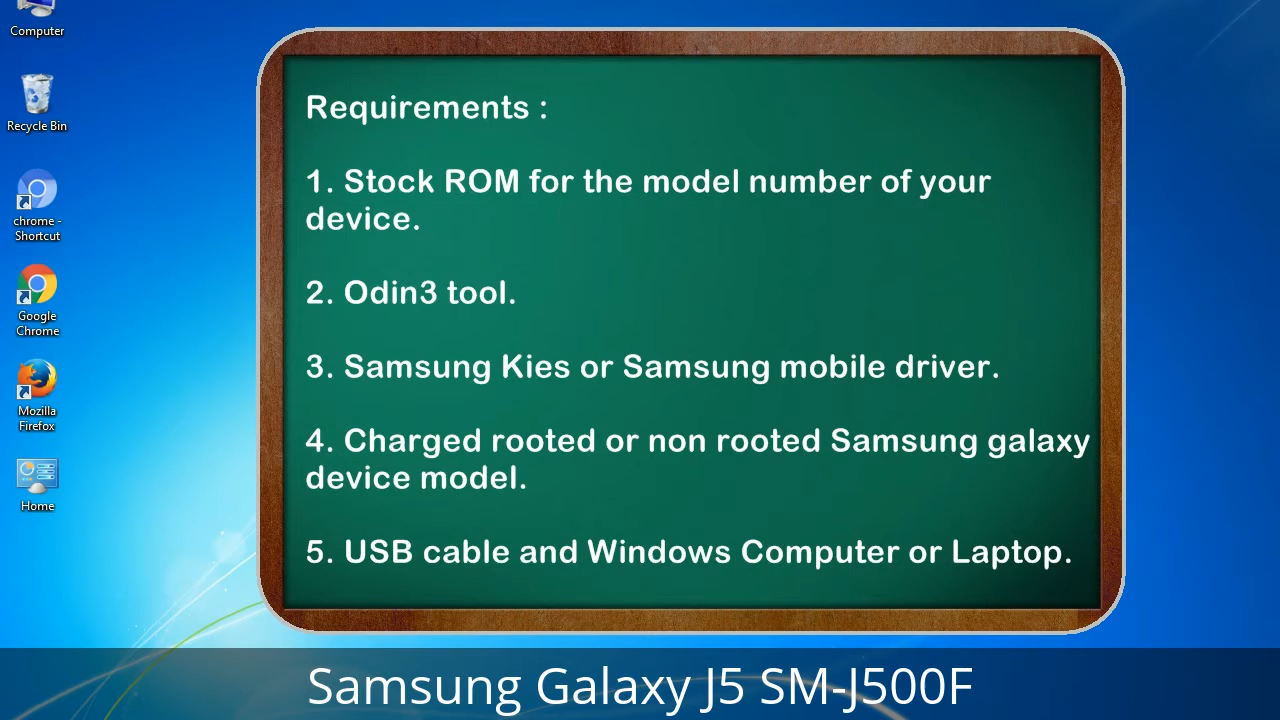 Computer
Recycle Bin
chrome -
Shortcut
Google
Chrome
Mozilla
Firefox
Home
Requirements :
1. Stock ROM for the model number of your
device.
2. Odin3 tool.
3. Samsung Kies or Samsung mobile driver.
4. Charged rooted or non rooted Samsung galaxy
device model.
5. USB cable and Windows Computer or Laptop.
Samsung Galaxy J5 SM-J500F